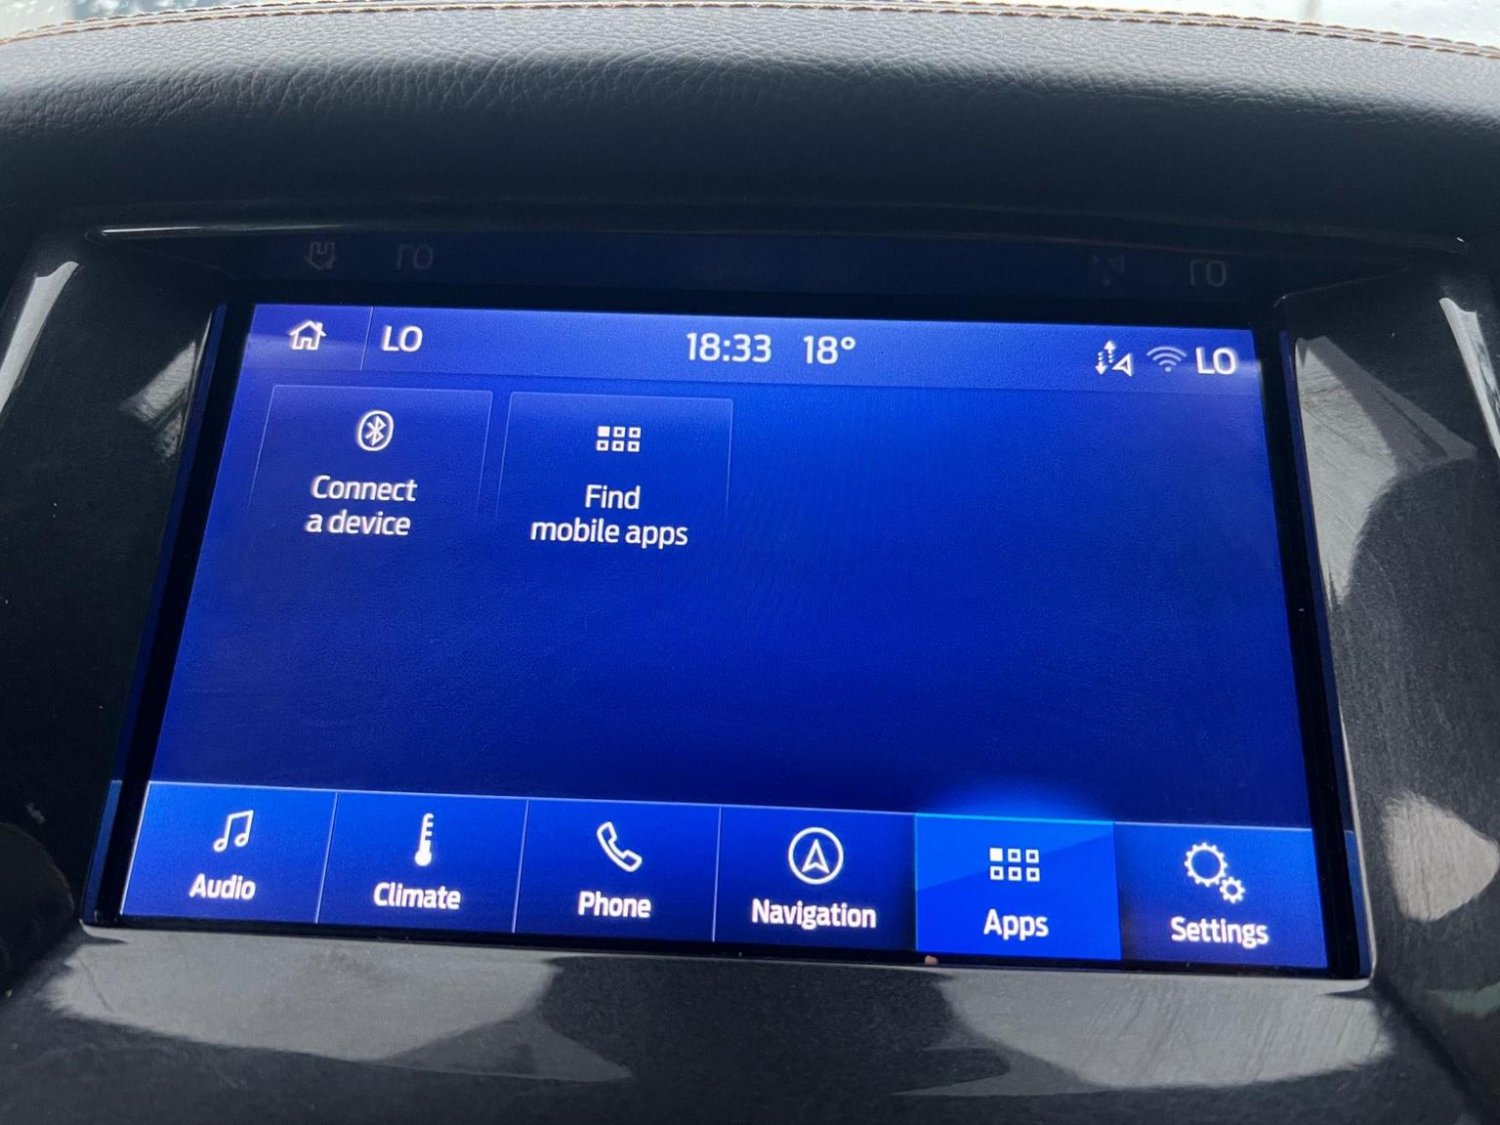 LO 18:33 18° LO
Connect
a device
Find
mobile apps
Audio
Climate
Phone
Navigation
Apps
Settings